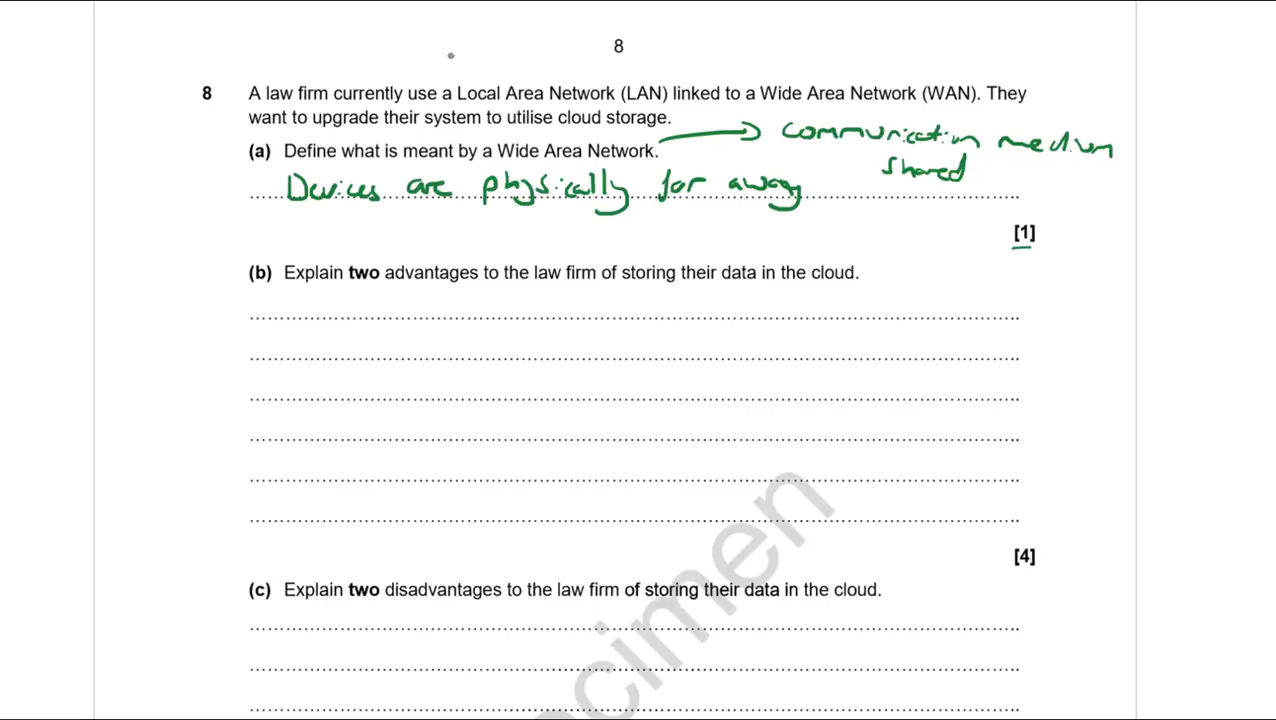 8
8 A law firm currently use a Local Area Network (LAN) linked to a Wide Area Network (WAN). They
want to upgrade their system to utilise cloud storage.
communication medium
shared
(a) Define what is meant by a Wide Area Network.
Devices are physically far away
[1]
(b) Explain two advantages to the law firm of storing their data in the cloud.
[4]
(c) Explain two disadvantages to the law firm of storing their data in the cloud.
cimen